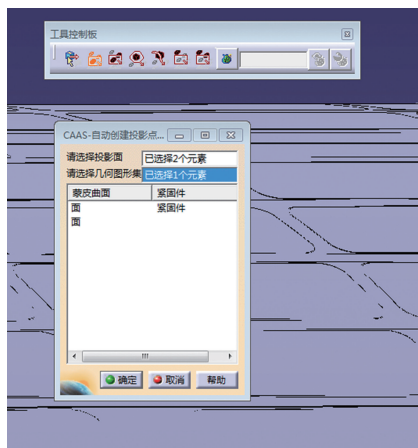 工具控制板
CAAS-自动创建投影点...
请选择投影面 已选择2个元素
请选择几何图形集 已选择1个元素
蒙皮曲面 紧固件
面 紧固件
面
确定 取消 帮助